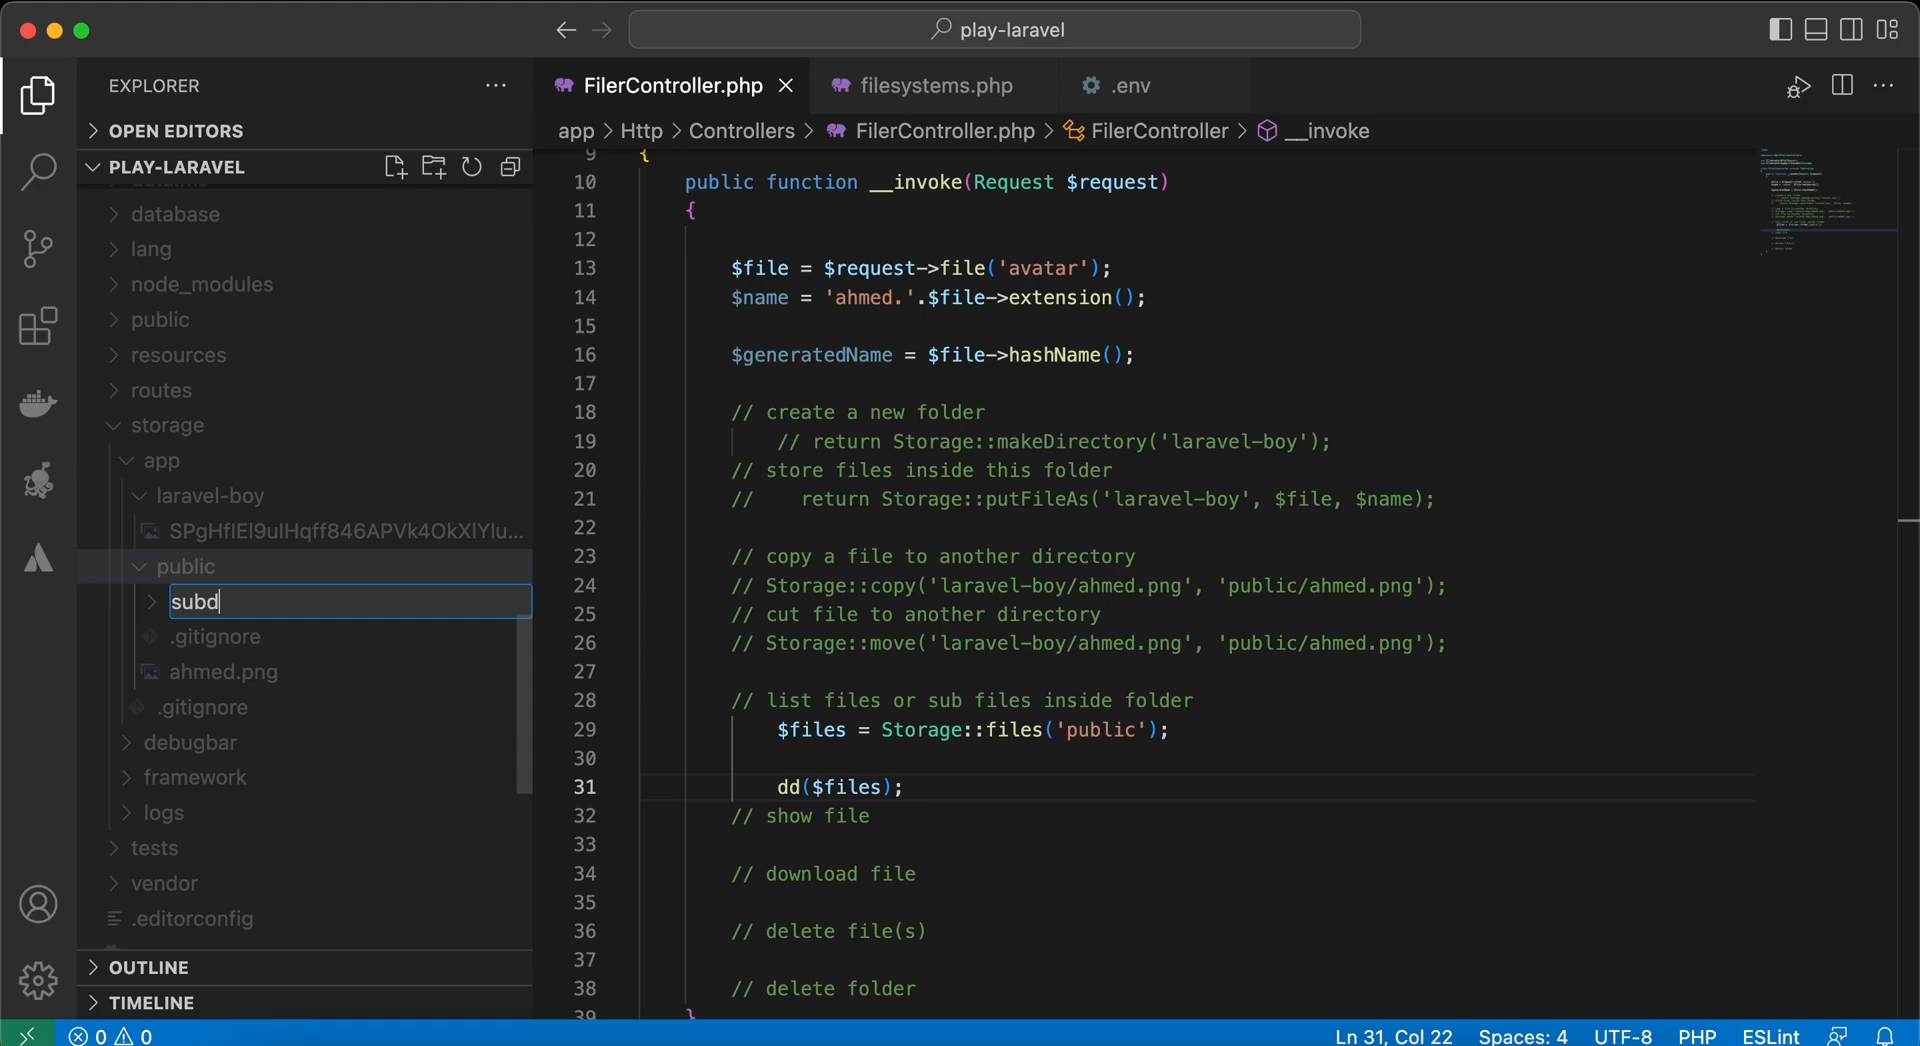 play-laravel
EXPLORER
FilerController.php
filesystems.php
.env
OPEN EDITORS
app > Http > Controllers > FilerController.php > FilerController > __invoke
PLAY-LARAVEL
database
lang
node_modules
public
resources
routes
storage
app
laravel-boy
public
subd
.gitignore
ahmed.png
.gitignore
debugbar
framework
logs
tests
vendor
.editorconfig
OUTLINE
TIMELINE
9 {
10 public function __invoke(Request $request)
11 {
12
13 $file = $request->file('avatar');
14 $name = 'ahmed.'.$file->extension();
15
16 $generatedName = $file->hashName();
17
18 // create a new folder
19 // return Storage::makeDirectory('laravel-boy');
20 // store files inside this folder
21 // return Storage::putFileAs('laravel-boy', $file, $name);
22
23 // copy a file to another directory
24 // Storage::copy('laravel-boy/ahmed.png', 'public/ahmed.png');
25 // cut file to another directory
26 // Storage::move('laravel-boy/ahmed.png', 'public/ahmed.png');
27
28 // list files or sub files inside folder
29 $files = Storage::files('public');
30
31 dd($files);
32 // show file
33
34 // download file
35
36 // delete file(s)
37
38 // delete folder
39 }
0 0
Ln 31, Col 22 Spaces: 4 UTF-8 PHP ESLint